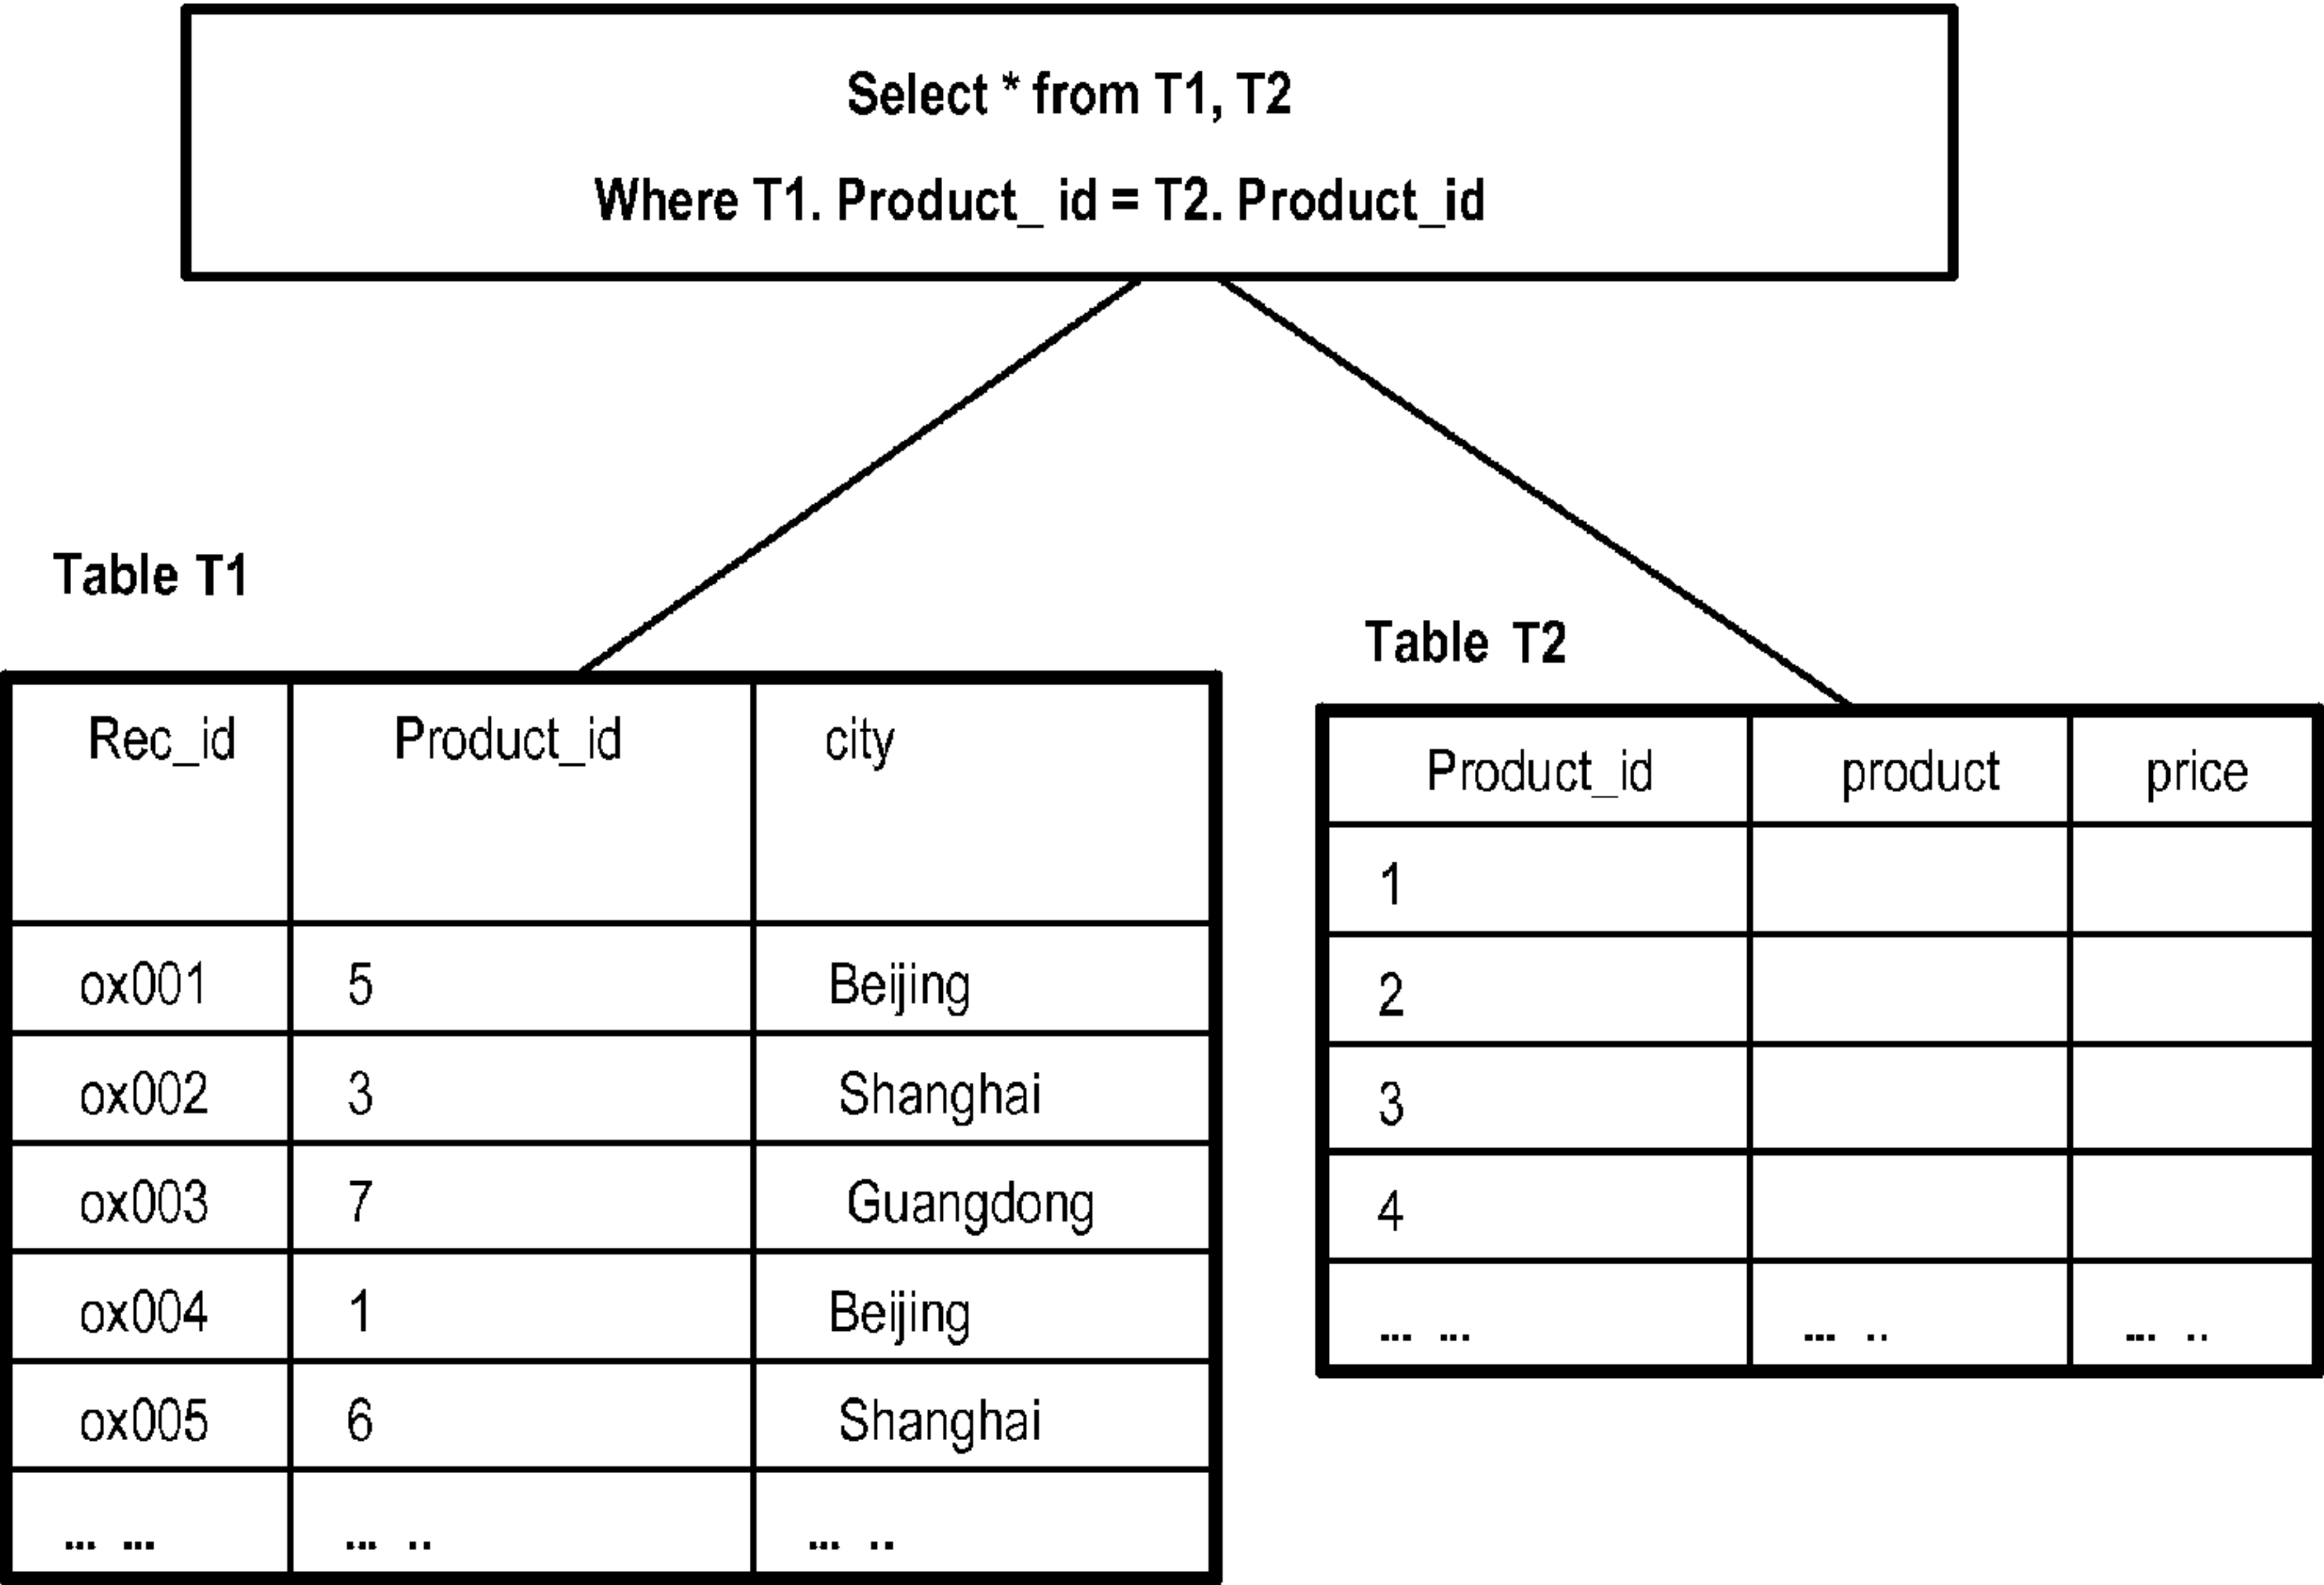 Select * from T1, T2
Where T1. Product_ id = T2. Product_id
Table T1
Rec_id Product_id city
ox001 5 Beijing
ox002 3 Shanghai
ox003 7 Guangdong
ox004 1 Beijing
ox005 6 Shanghai
... ... ... .. ... ..
Table T2
Product_id product price
1
2
3
4
... ... ... .. ... ..